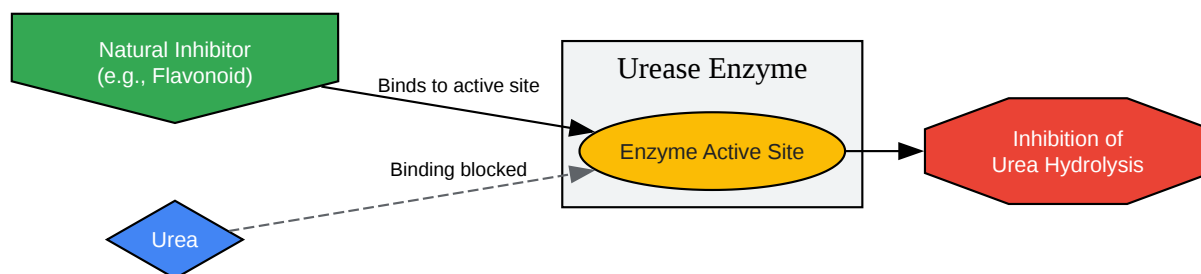 Natural Inhibitor
(e.g., Flavonoid)
Binds to active site
Urease Enzyme
Enzyme Active Site
Inhibition of
Urea Hydrolysis
Binding blocked
Urea